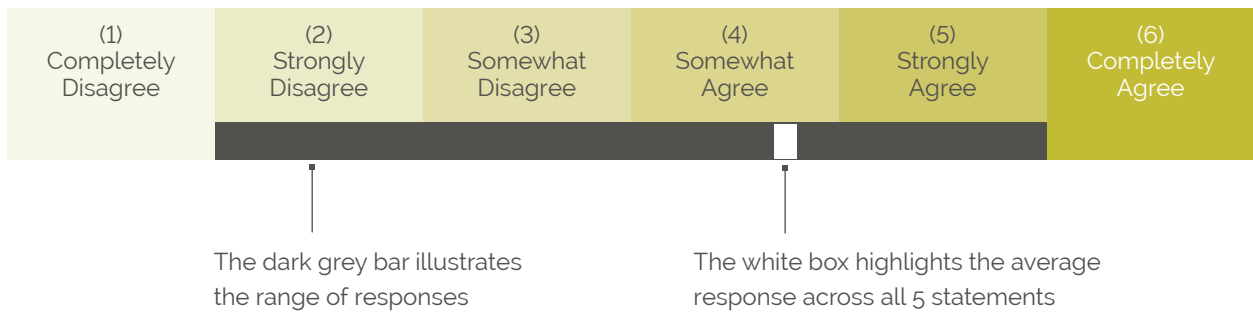 (1)
Completely
Disagree
(2)
Strongly
Disagree
(3)
Somewhat
Disagree
(4)
Somewhat
Agree
(5)
Strongly
Agree
(6)
Completely
Agree
The dark grey bar illustrates
the range of responses
The white box highlights the average
response across all 5 statements